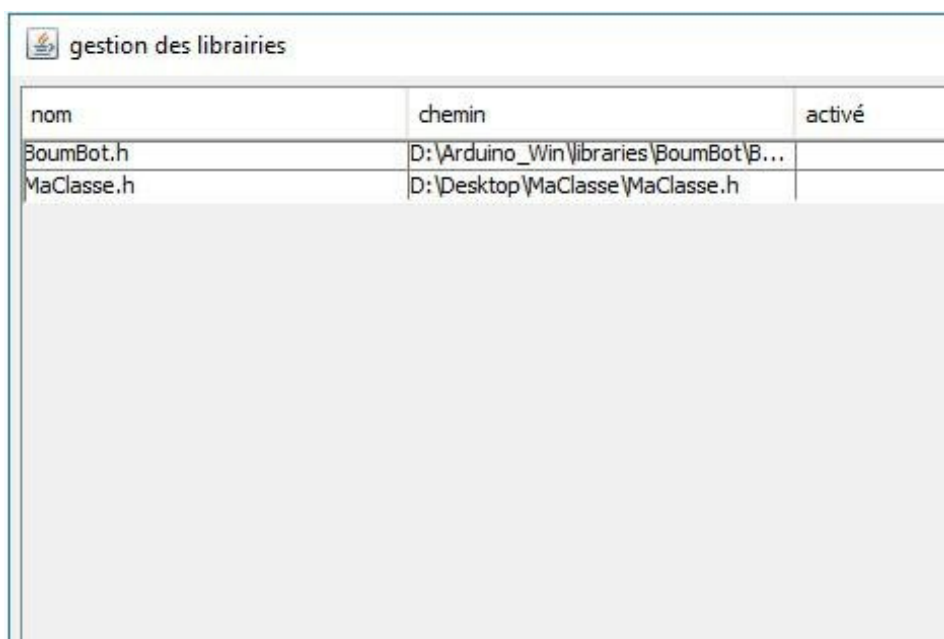 gestion des librairies
nom chemin activé
BoumBot.h D:\Arduino_Win\libraries\BoumBot\B...
MaClasse.h D:\Desktop\MaClasse\MaClasse.h